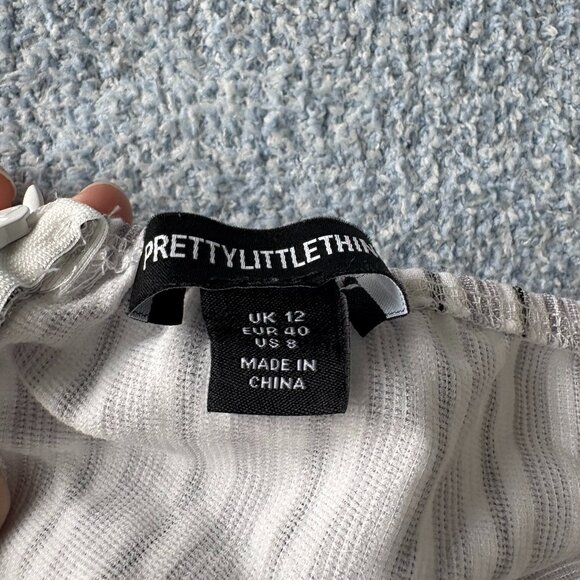 PRETTYLITTLETHIN
UK 12
EUR 40
US 8
MADE IN
CHINA